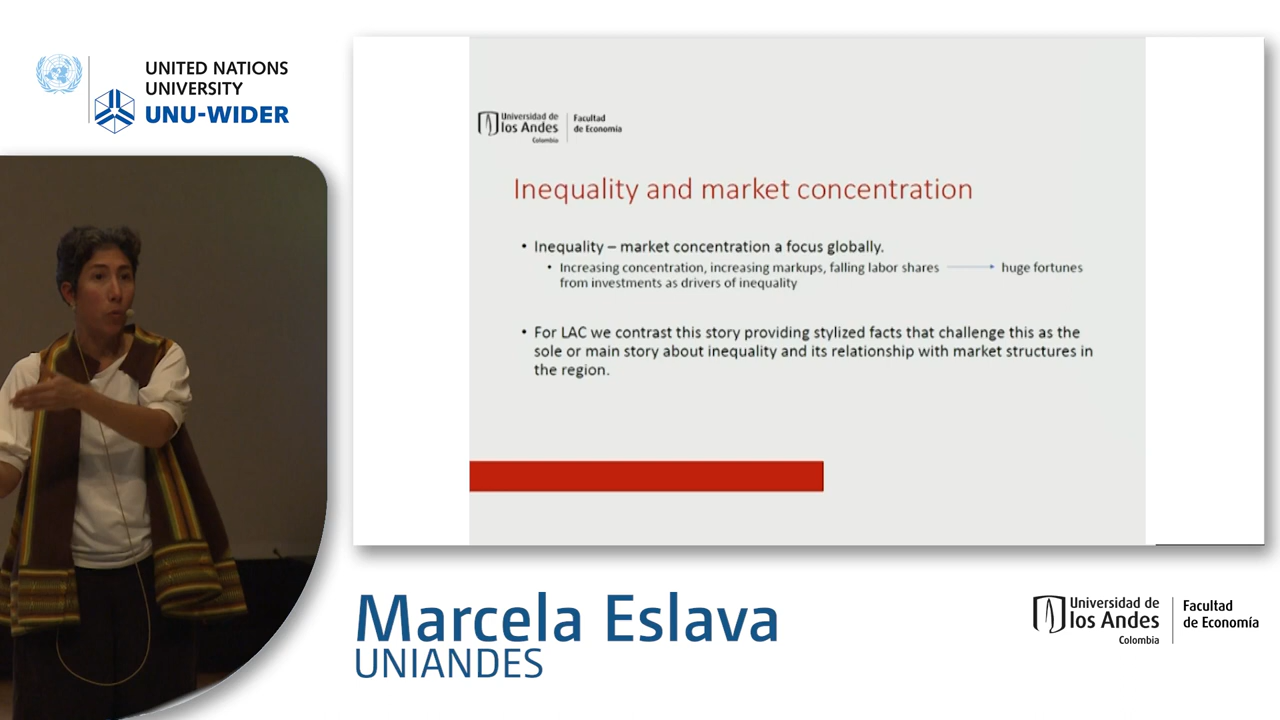 UNITED NATIONS
UNIVERSITY
UNU-WIDER
Universidad de
los Andes
Colombia
Facultad
de Economía
Inequality and market concentration
• Inequality – market concentration a focus globally.
• Increasing concentration, increasing markups, falling labor shares → huge fortunes
from investments as drivers of inequality
• For LAC we contrast this story providing stylized facts that challenge this as the
sole or main story about inequality and its relationship with market structures in
the region.
Marcela Eslava
UNIANDES
Universidad de
los Andes
Colombia
Facultad
de Economía